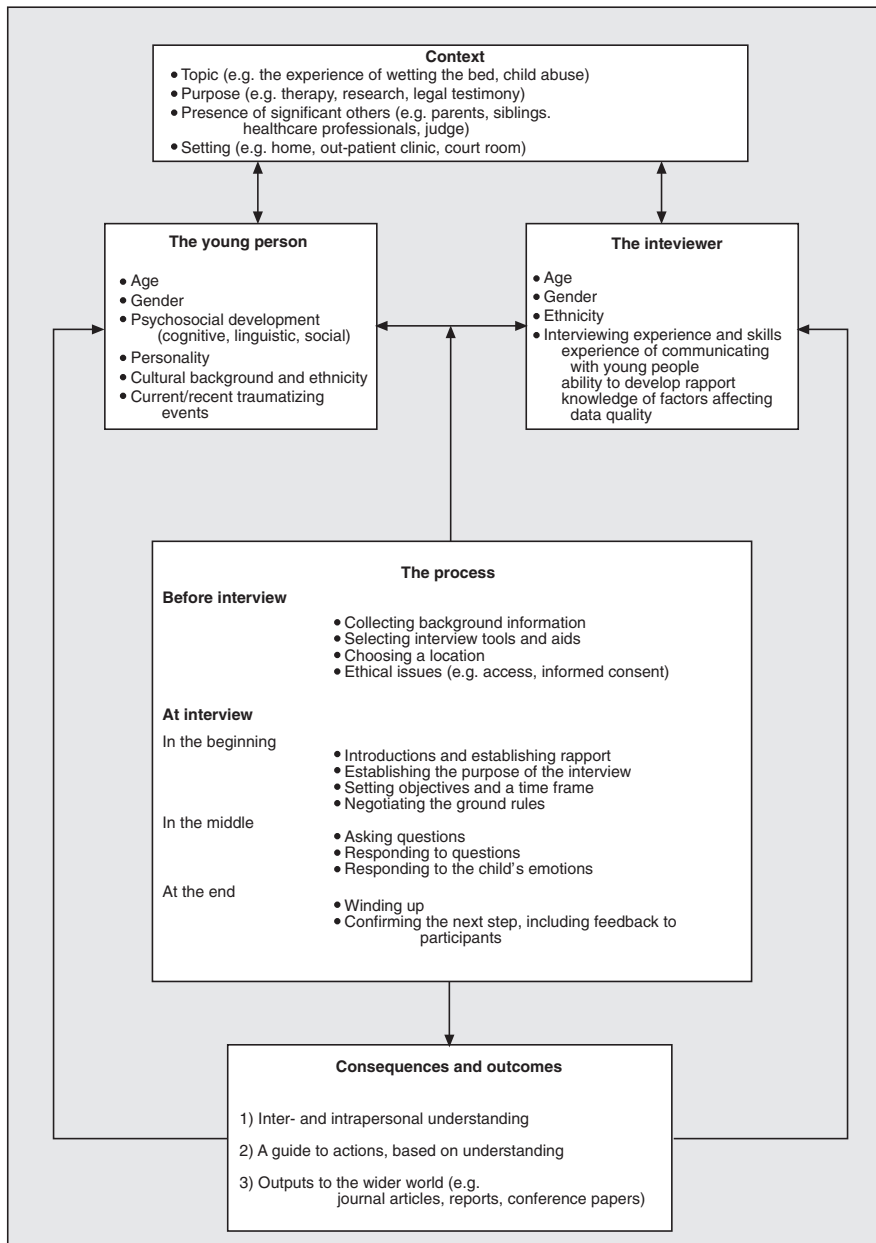 Context
• Topic (e.g. the experience of wetting the bed, child abuse)
• Purpose (e.g. therapy, research, legal testimony)
• Presence of significant others (e.g. parents, siblings.
healthcare professionals, judge)
• Setting (e.g. home, out-patient clinic, court room)
The young person
• Age
• Gender
• Psychosocial development
(cognitive, linguistic, social)
• Personality
• Cultural background and ethnicity
• Current/recent traumatizing
events
The inteviewer
• Age
• Gender
• Ethnicity
• Interviewing experience and skills
experience of communicating
with young people
ability to develop rapport
knowledge of factors affecting
data quality
The process
Before interview
• Collecting background information
• Selecting interview tools and aids
• Choosing a location
• Ethical issues (e.g. access, informed consent)
At interview
In the beginning
• Introductions and establishing rapport
• Establishing the purpose of the interview
• Setting objectives and a time frame
• Negotiating the ground rules
In the middle
• Asking questions
• Responding to questions
• Responding to the child's emotions
At the end
• Winding up
• Confirming the next step, including feedback to
participants
Consequences and outcomes
1) Inter- and intrapersonal understanding
2) A guide to actions, based on understanding
3) Outputs to the wider world (e.g.
journal articles, reports, conference papers)